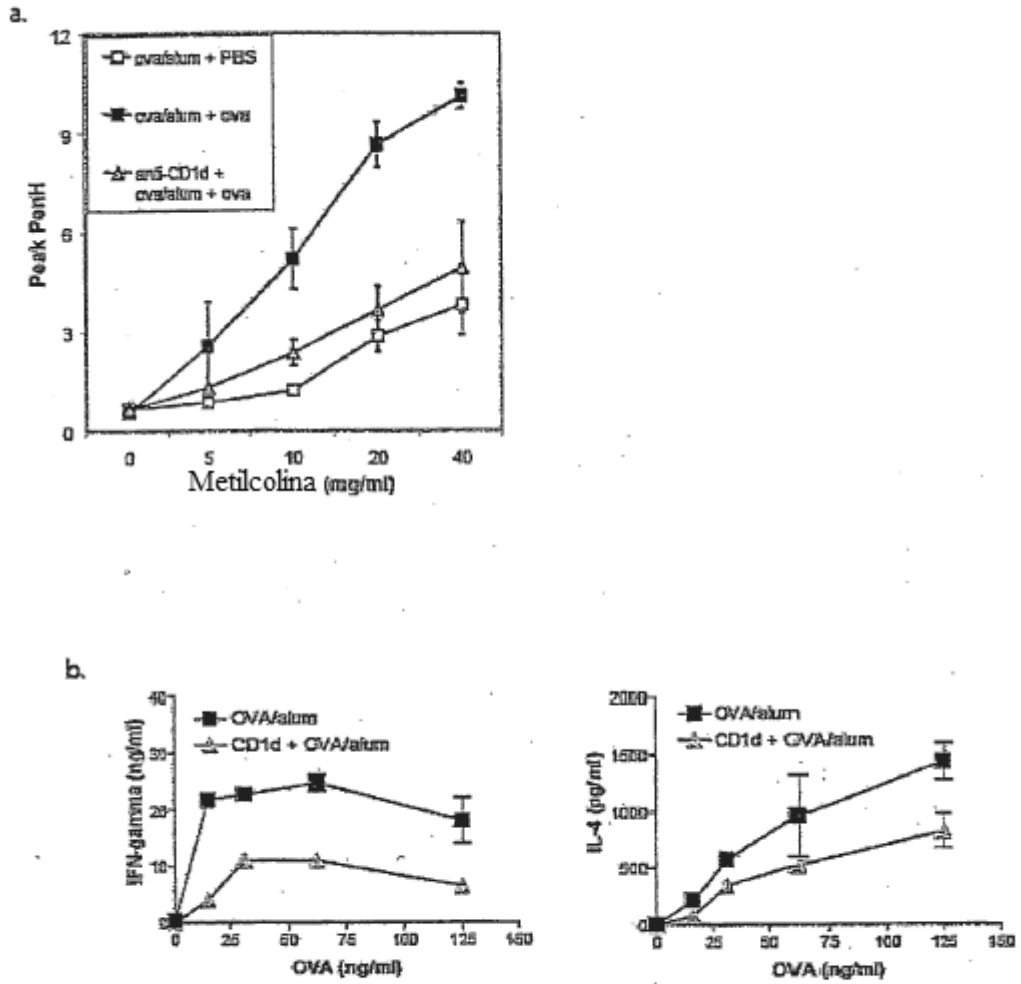 a.
12
9
6
3
0
Peak PenH
ova/alum + PBS
ova/alum + ova
anti-CD1d +
ova/alum + ova
0 5 10 20 40
Metilcolina (mg/ml)
b.
40
30
20
10
0
IFN-gamma (ng/ml)
OVA/alum
CD1d + OVA/alum
0 25 50 75 100 125 150
OVA (ng/ml)
2000
1500
1000
500
0
IL-4 (pg/ml)
OVA/alum
CD1d + OVA/alum
0 25 50 75 100 125 150
OVA (ng/ml)